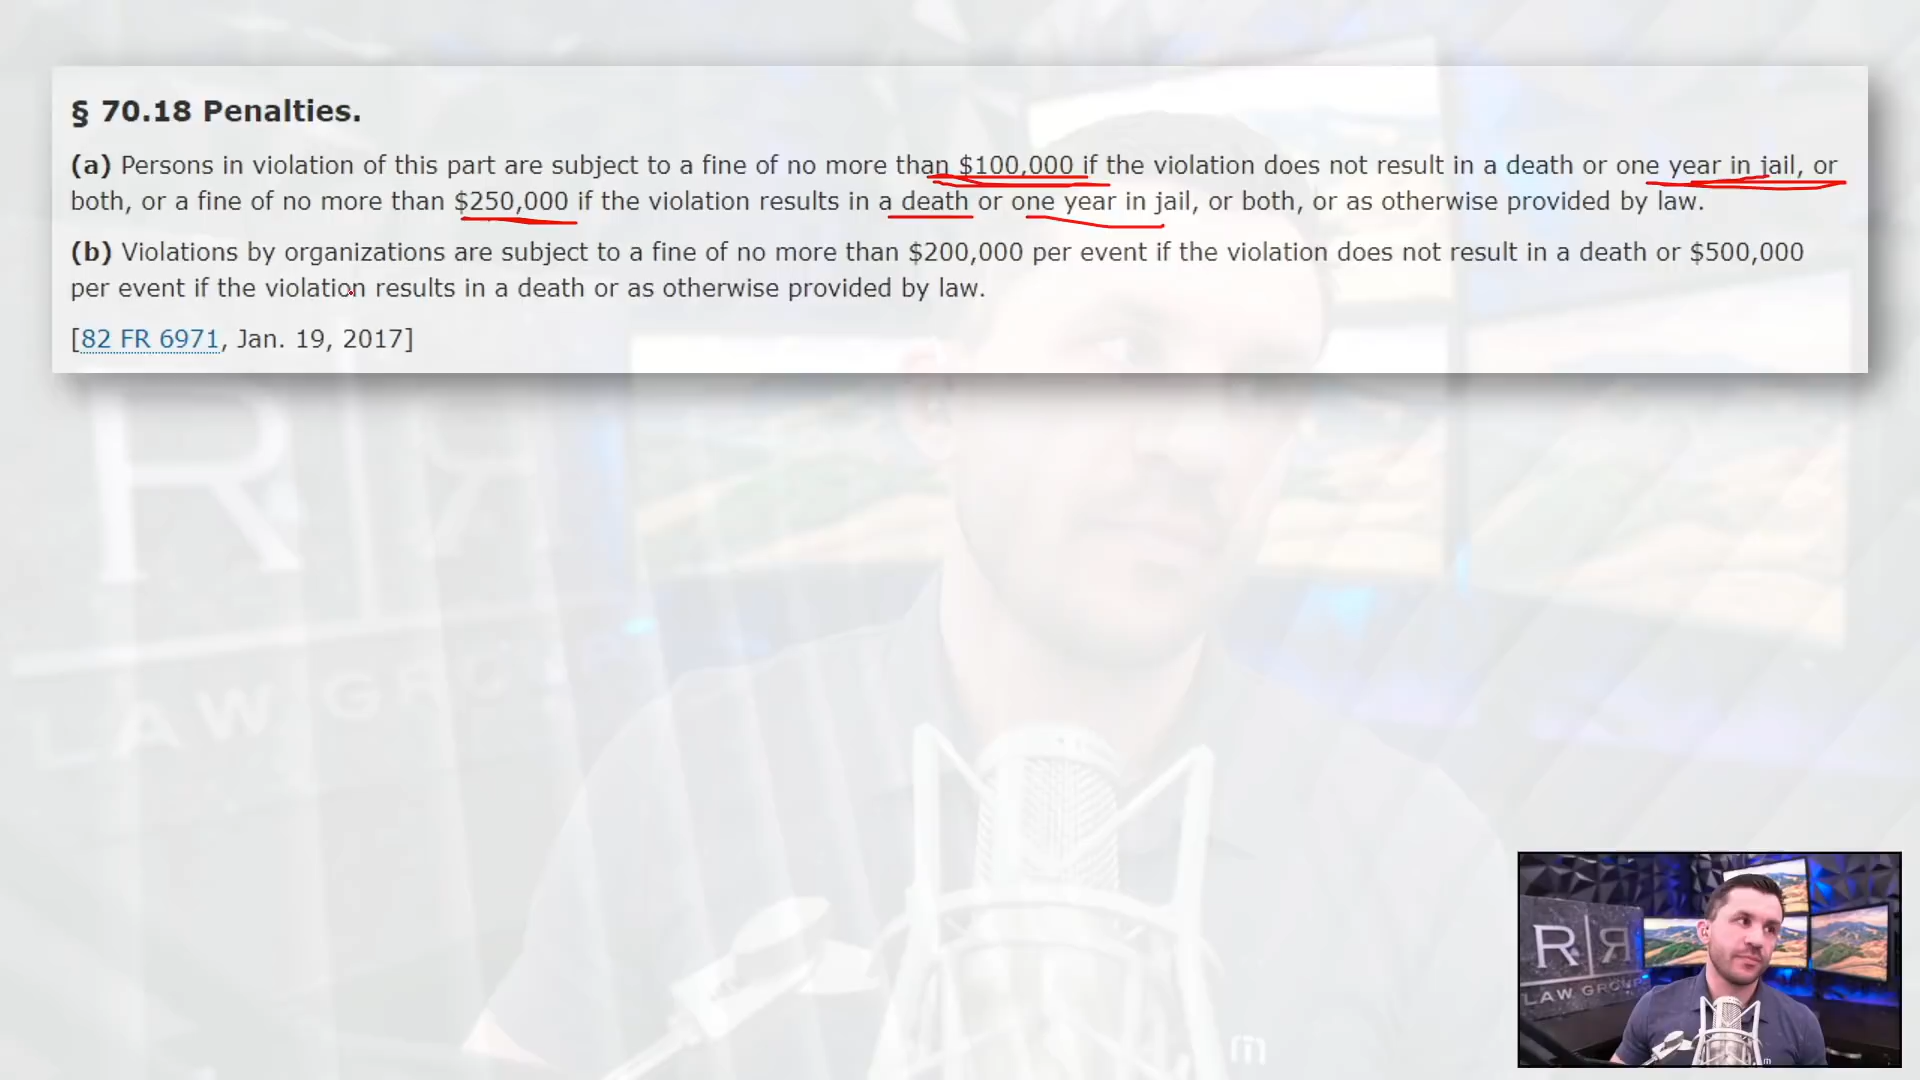 § 70.18 Penalties.
(a) Persons in violation of this part are subject to a fine of no more than $100,000 if the violation does not result in a death or one year in jail, or
both, or a fine of no more than $250,000 if the violation results in a death or one year in jail, or both, or as otherwise provided by law.
(b) Violations by organizations are subject to a fine of no more than $200,000 per event if the violation does not result in a death or $500,000
per event if the violation results in a death or as otherwise provided by law.
[82 FR 6971, Jan. 19, 2017]
R R
LAW GROUP
m
R R
LAW GROUP
m